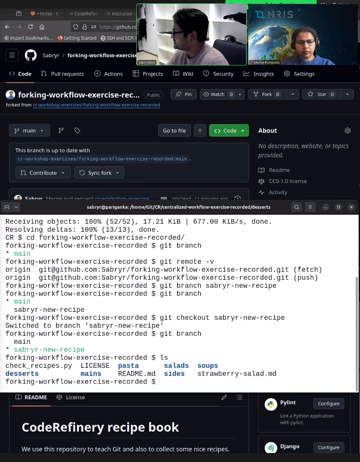 Sabryr / forking-workflow-exercise
Code
Pull requests
Actions
Projects
Wiki
Security
Insights
Settings
forking-workflow-exercise-rec... Public
Pin
Watch 0
Fork 0
Star 0
forked from cr-workshop-exercises/forking-workflow-exercise-recorded
main
Go to file
Code
About
This branch is up to date with
cr-workshop-exercises/forking-workflow-exercise-recorded:main.
No description, website, or topics
provided.
Contribute
Sync fork
Readme
CC0-1.0 license
Activity
sabryr@pargianka: /home/Git/CR/centralized-workflow-exercise-recorded/desserts
Receiving objects: 100% (52/52), 17.21 KiB | 677.00 KiB/s, done.
Resolving deltas: 100% (13/13), done.
CR $ cd forking-workflow-exercise-recorded/
forking-workflow-exercise-recorded $ git branch
* main
forking-workflow-exercise-recorded $ git remote -v
origin  git@github.com:Sabryr/forking-workflow-exercise-recorded.git (fetch)
origin  git@github.com:Sabryr/forking-workflow-exercise-recorded.git (push)
forking-workflow-exercise-recorded $ git branch sabryr-new-recipe
forking-workflow-exercise-recorded $ git branch
* main
  sabryr-new-recipe
forking-workflow-exercise-recorded $ git checkout sabryr-new-recipe
Switched to branch 'sabryr-new-recipe'
forking-workflow-exercise-recorded $ git branch
  main
* sabryr-new-recipe
forking-workflow-exercise-recorded $ ls
check_recipes.py  LICENSE  pasta      salads  soups
desserts          mains    README.md  sides   strawberry-salad.md
forking-workflow-exercise-recorded $
README
License
Pylint
Configure
Lint a Python application
with pylint.
CodeRefinery recipe book
We use this repository to teach Git and also to collect some nice recipes.
Django
Configure